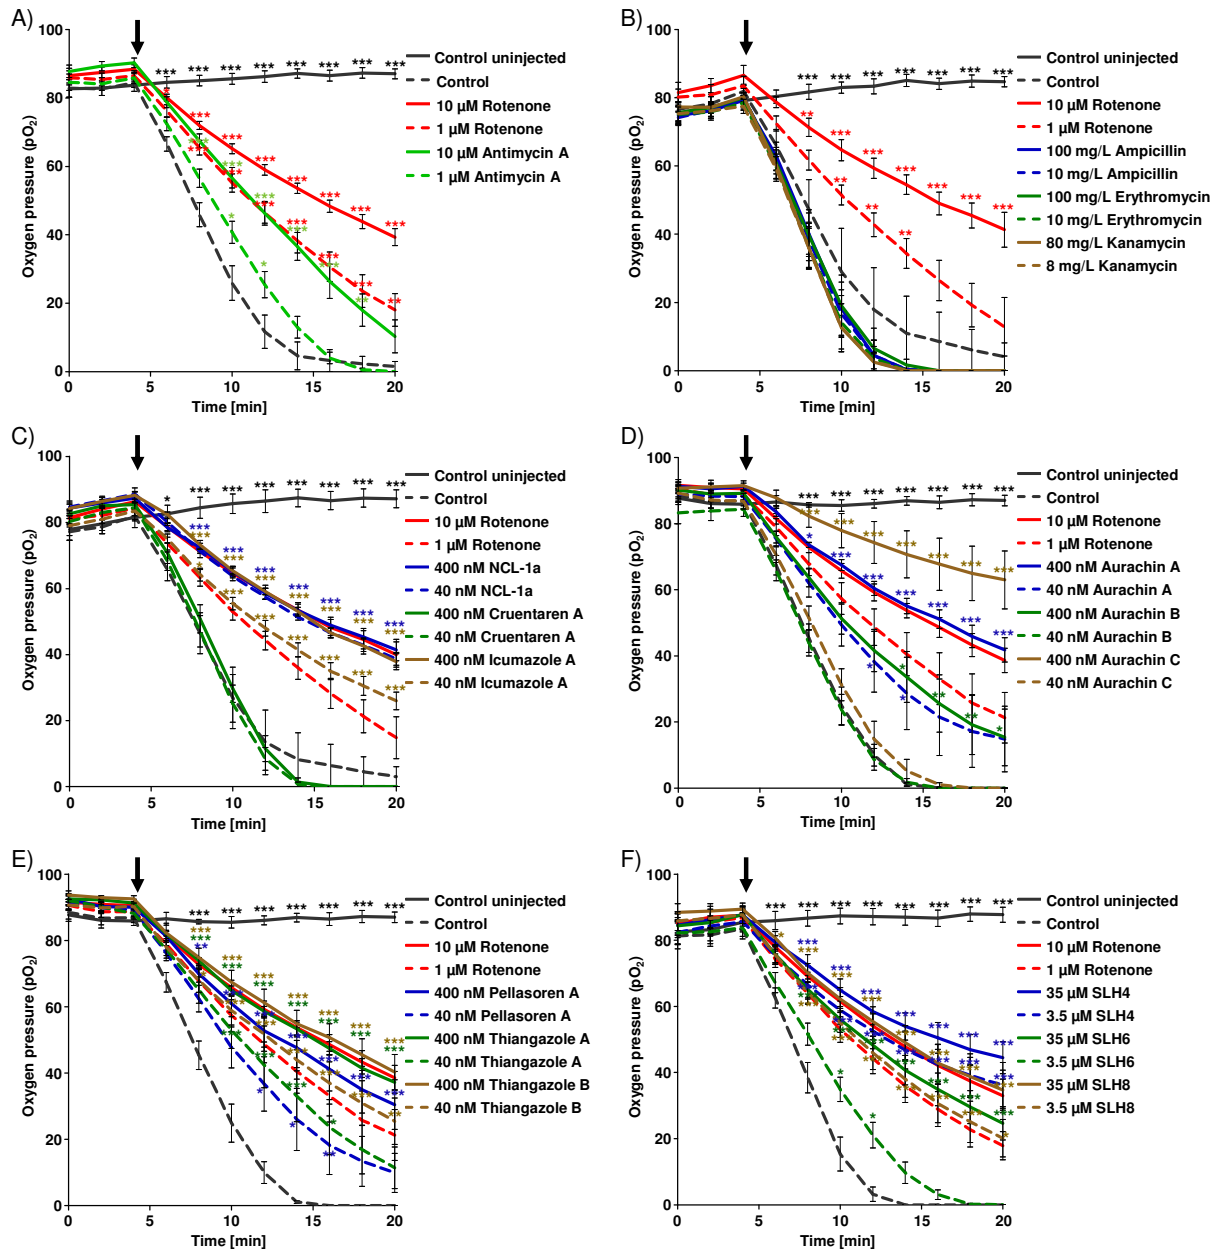 A)
Oxygen pressure (pO₂)
100
80
60
40
20
0
0 5 10 15 20
Time [min]
Control uninjected
Control
10 µM Rotenone
1 µM Rotenone
10 µM Antimycin A
1 µM Antimycin A
B)
Oxygen pressure (pO₂)
100
80
60
40
20
0
0 5 10 15 20
Time [min]
Control uninjected
Control
10 µM Rotenone
1 µM Rotenone
100 mg/L Ampicillin
10 mg/L Ampicillin
100 mg/L Erythromycin
10 mg/L Erythromycin
80 mg/L Kanamycin
8 mg/L Kanamycin
C)
Oxygen pressure (pO₂)
100
80
60
40
20
0
0 5 10 15 20
Time [min]
Control uninjected
Control
10 µM Rotenone
1 µM Rotenone
400 nM NCL-1a
40 nM NCL-1a
400 nM Cruentaren A
40 nM Cruentaren A
400 nM Icumazole A
40 nM Icumazole A
D)
Oxygen pressure (pO₂)
100
80
60
40
20
0
0 5 10 15 20
Time [min]
Control uninjected
Control
10 µM Rotenone
1 µM Rotenone
400 nM Aurachin A
40 nM Aurachin A
400 nM Aurachin B
40 nM Aurachin B
400 nM Aurachin C
40 nM Aurachin C
E)
Oxygen pressure (pO₂)
100
80
60
40
20
0
0 5 10 15 20
Time [min]
Control uninjected
Control
10 µM Rotenone
1 µM Rotenone
400 nM Pellasoren A
40 nM Pellasoren A
400 nM Thiangazole A
40 nM Thiangazole A
400 nM Thiangazole B
40 nM Thiangazole B
F)
Oxygen pressure (pO₂)
100
80
60
40
20
0
0 5 10 15 20
Time [min]
Control uninjected
Control
10 µM Rotenone
1 µM Rotenone
35 µM SLH4
3.5 µM SLH4
35 µM SLH6
3.5 µM SLH6
35 µM SLH8
3.5 µM SLH8